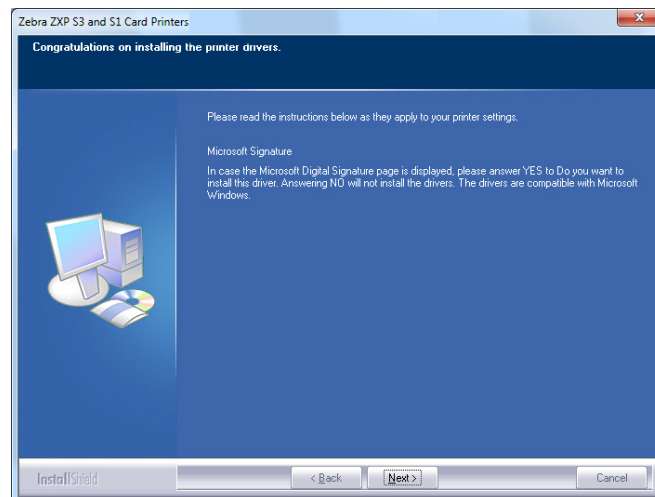 Zebra ZXP S3 and S1 Card Printers
Congratulations on installing the printer drivers.
Please read the instructions below as they apply to your printer settings.
Microsoft Signature
In case the Microsoft Digital Signature page is displayed, please answer YES to Do you want to
install this driver. Answering NO will not install the drivers. The drivers are compatible with Microsoft
Windows.
InstallShield
< Back
Next >
Cancel